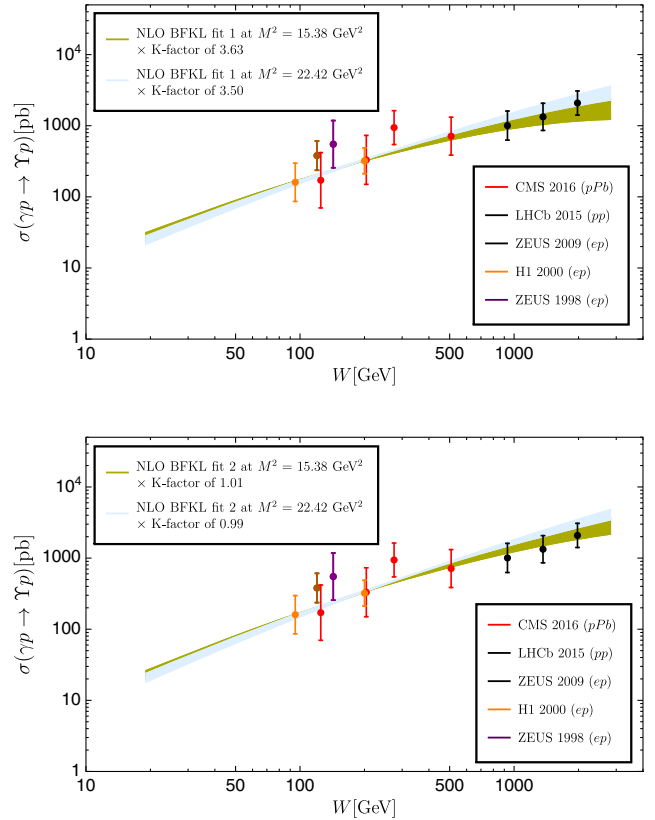 NLO BFKL fit 1 at M² = 15.38 GeV²
× K-factor of 3.63
NLO BFKL fit 1 at M² = 22.42 GeV²
× K-factor of 3.50
10⁴
1000
100
10
1
σ(γp → Υp)[pb]
CMS 2016 (pPb)
LHCb 2015 (pp)
ZEUS 2009 (ep)
H1 2000 (ep)
ZEUS 1998 (ep)
10 50 100 500 1000
W[GeV]
NLO BFKL fit 2 at M² = 15.38 GeV²
× K-factor of 1.01
NLO BFKL fit 2 at M² = 22.42 GeV²
× K-factor of 0.99
10⁴
1000
100
10
1
σ(γp → Υp)[pb]
CMS 2016 (pPb)
LHCb 2015 (pp)
ZEUS 2009 (ep)
H1 2000 (ep)
ZEUS 1998 (ep)
10 50 100 500 1000
W[GeV]